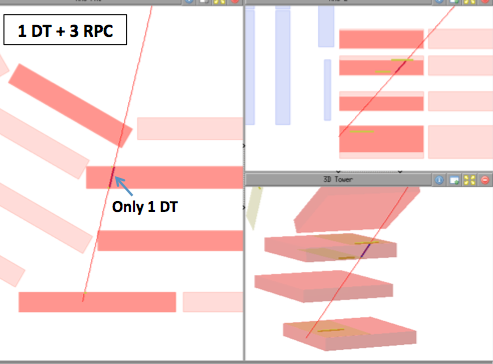 1 DT + 3 RPC
Only 1 DT
3D Tower